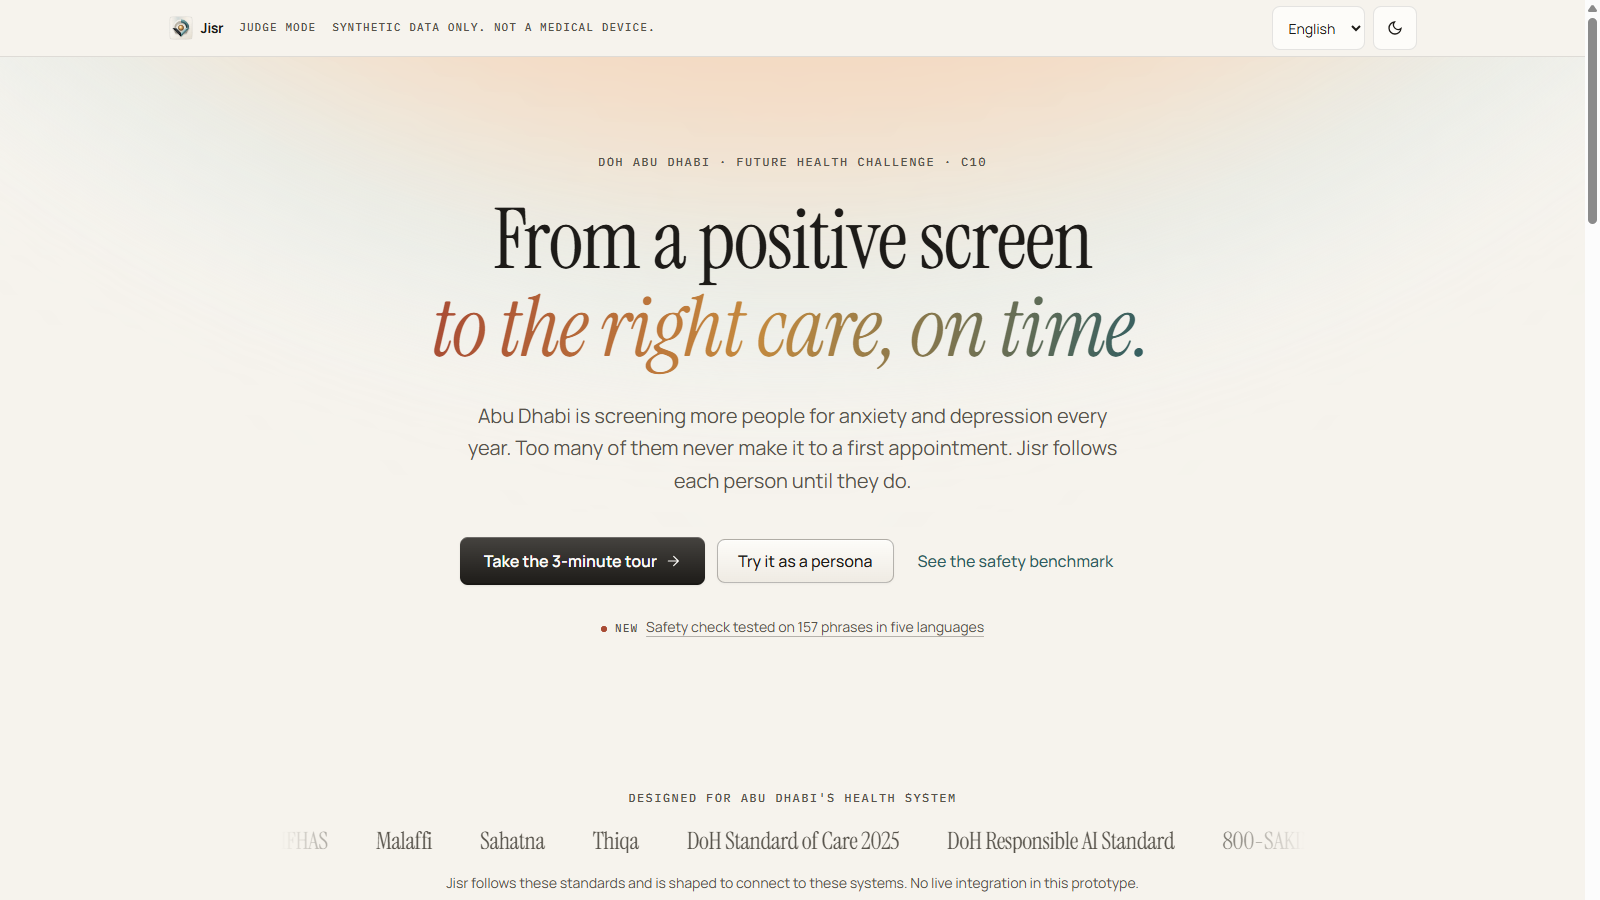 Jisr JUDGE MODE SYNTHETIC DATA ONLY. NOT A MEDICAL DEVICE. English
DOH ABU DHABI · FUTURE HEALTH CHALLENGE · C10
From a positive screen
to the right care, on time.
Abu Dhabi is screening more people for anxiety and depression every
year. Too many of them never make it to a first appointment. Jisr follows
each person until they do.
Take the 3-minute tour → Try it as a persona See the safety benchmark
NEW Safety check tested on 157 phrases in five languages
DESIGNED FOR ABU DHABI'S HEALTH SYSTEM
Malaffi Sahatna Thiqa DoH Standard of Care 2025 DoH Responsible AI Standard
Jisr follows these standards and is shaped to connect to these systems. No live integration in this prototype.